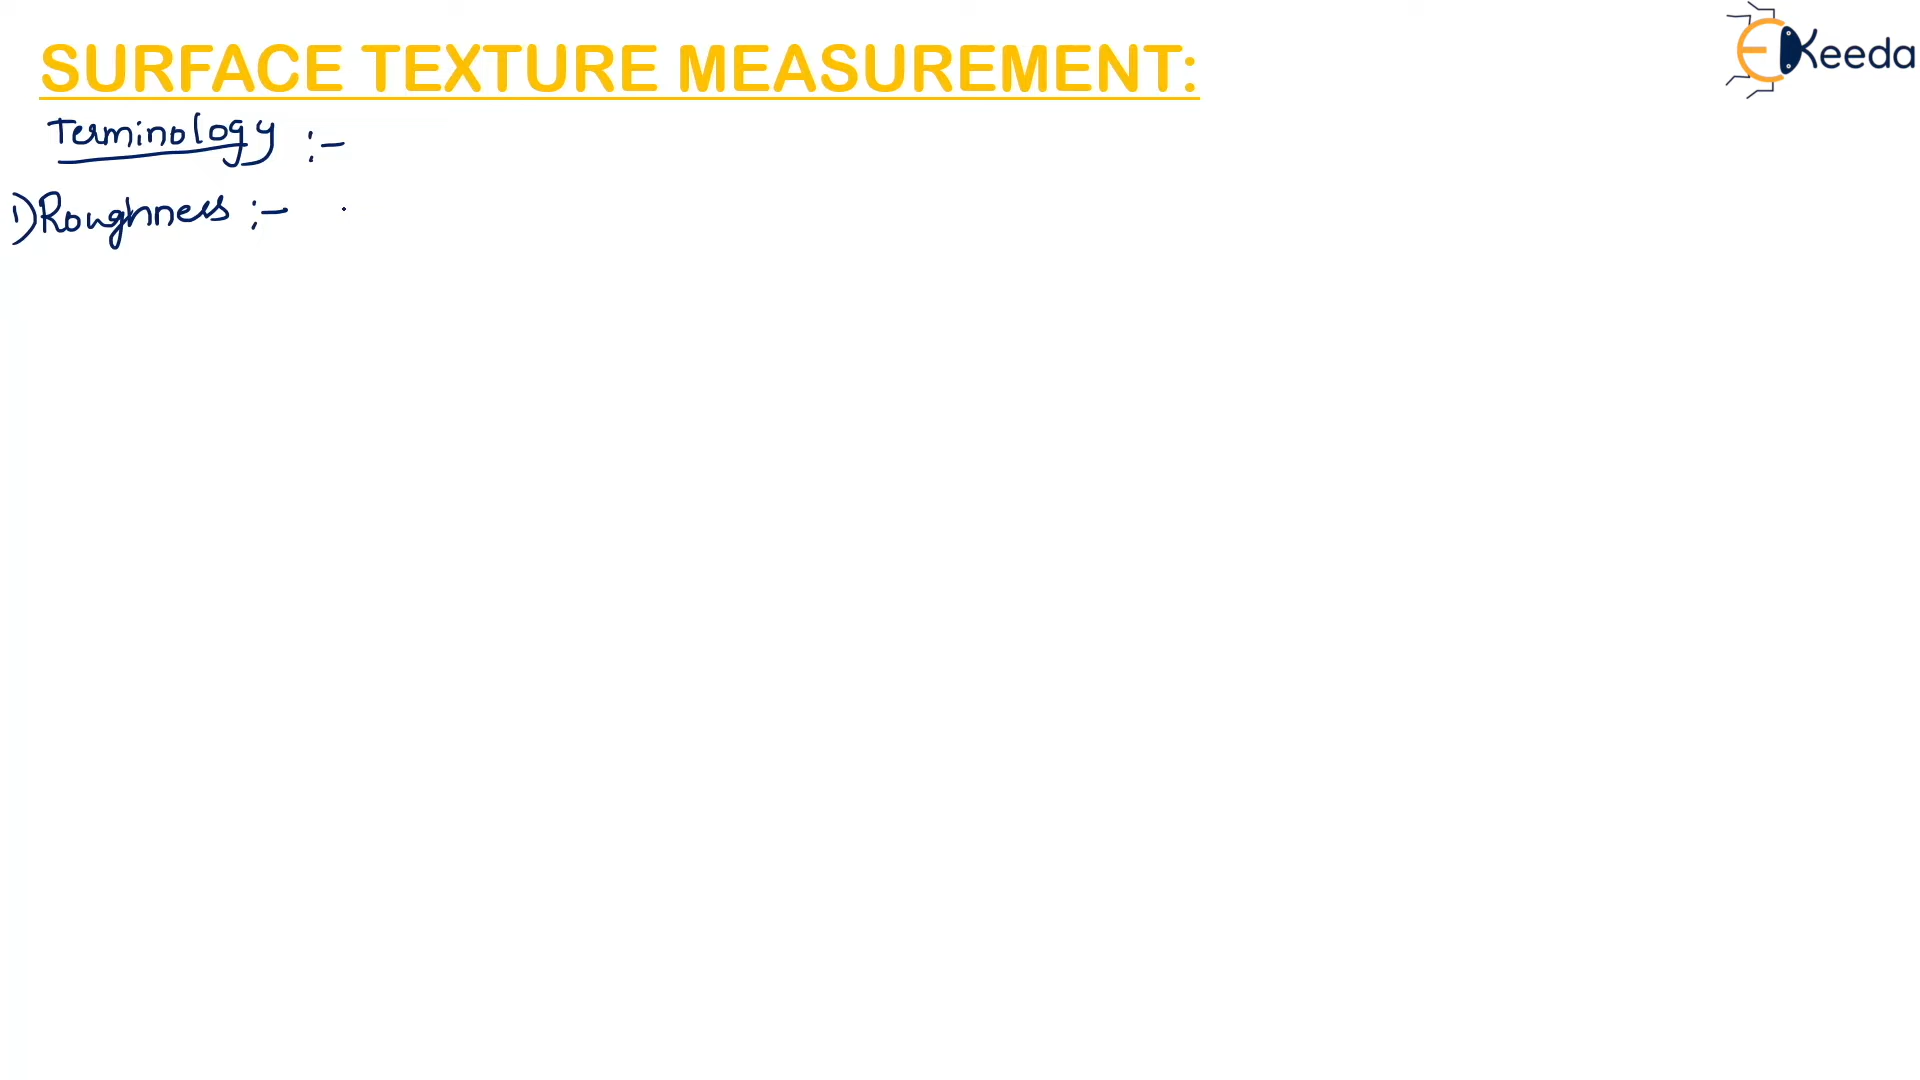 SURFACE TEXTURE MEASUREMENT:
EKeeda
Terminology :-
1) Roughness :-